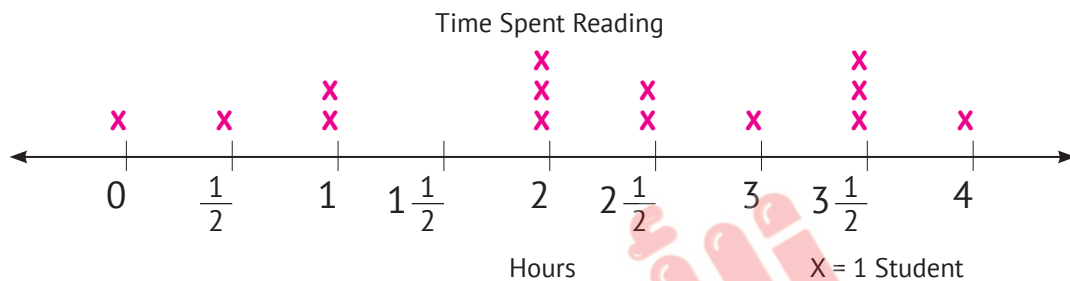 Time Spent Reading
X
X X X
X X X X X X X X
0 1/2 1 1 1/2 2 2 1/2 3 3 1/2 4
Hours X = 1 Student